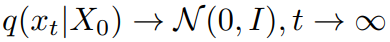 q(x_t|X_0) → 𝒩(0, I), t → ∞